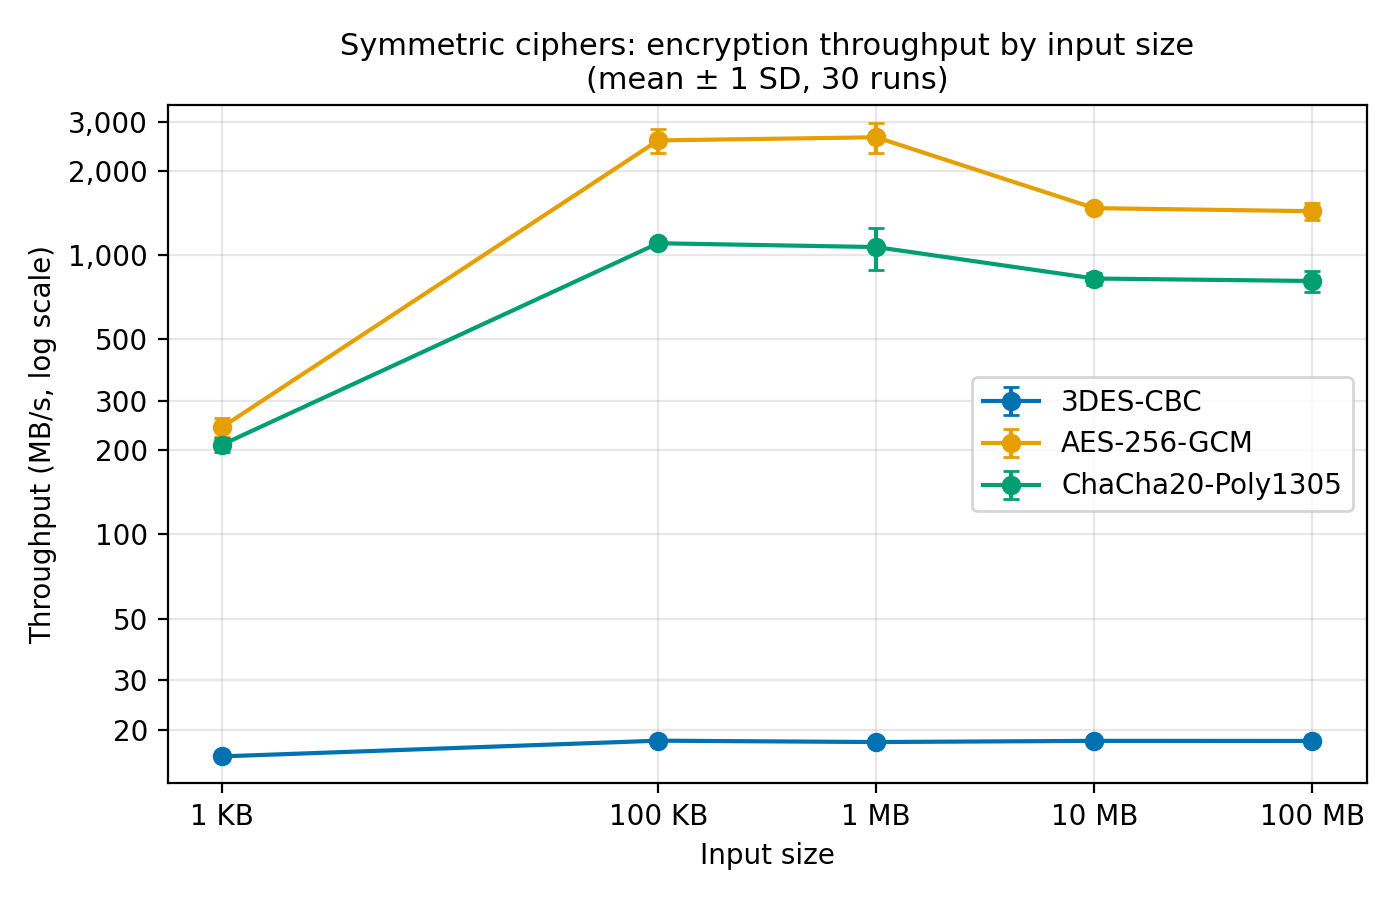 Symmetric ciphers: encryption throughput by input size
(mean ± 1 SD, 30 runs)
Throughput (MB/s, log scale)
3,000
2,000
1,000
500
300
200
100
50
30
20
3DES-CBC
AES-256-GCM
ChaCha20-Poly1305
1 KB
100 KB
1 MB
10 MB
100 MB
Input size